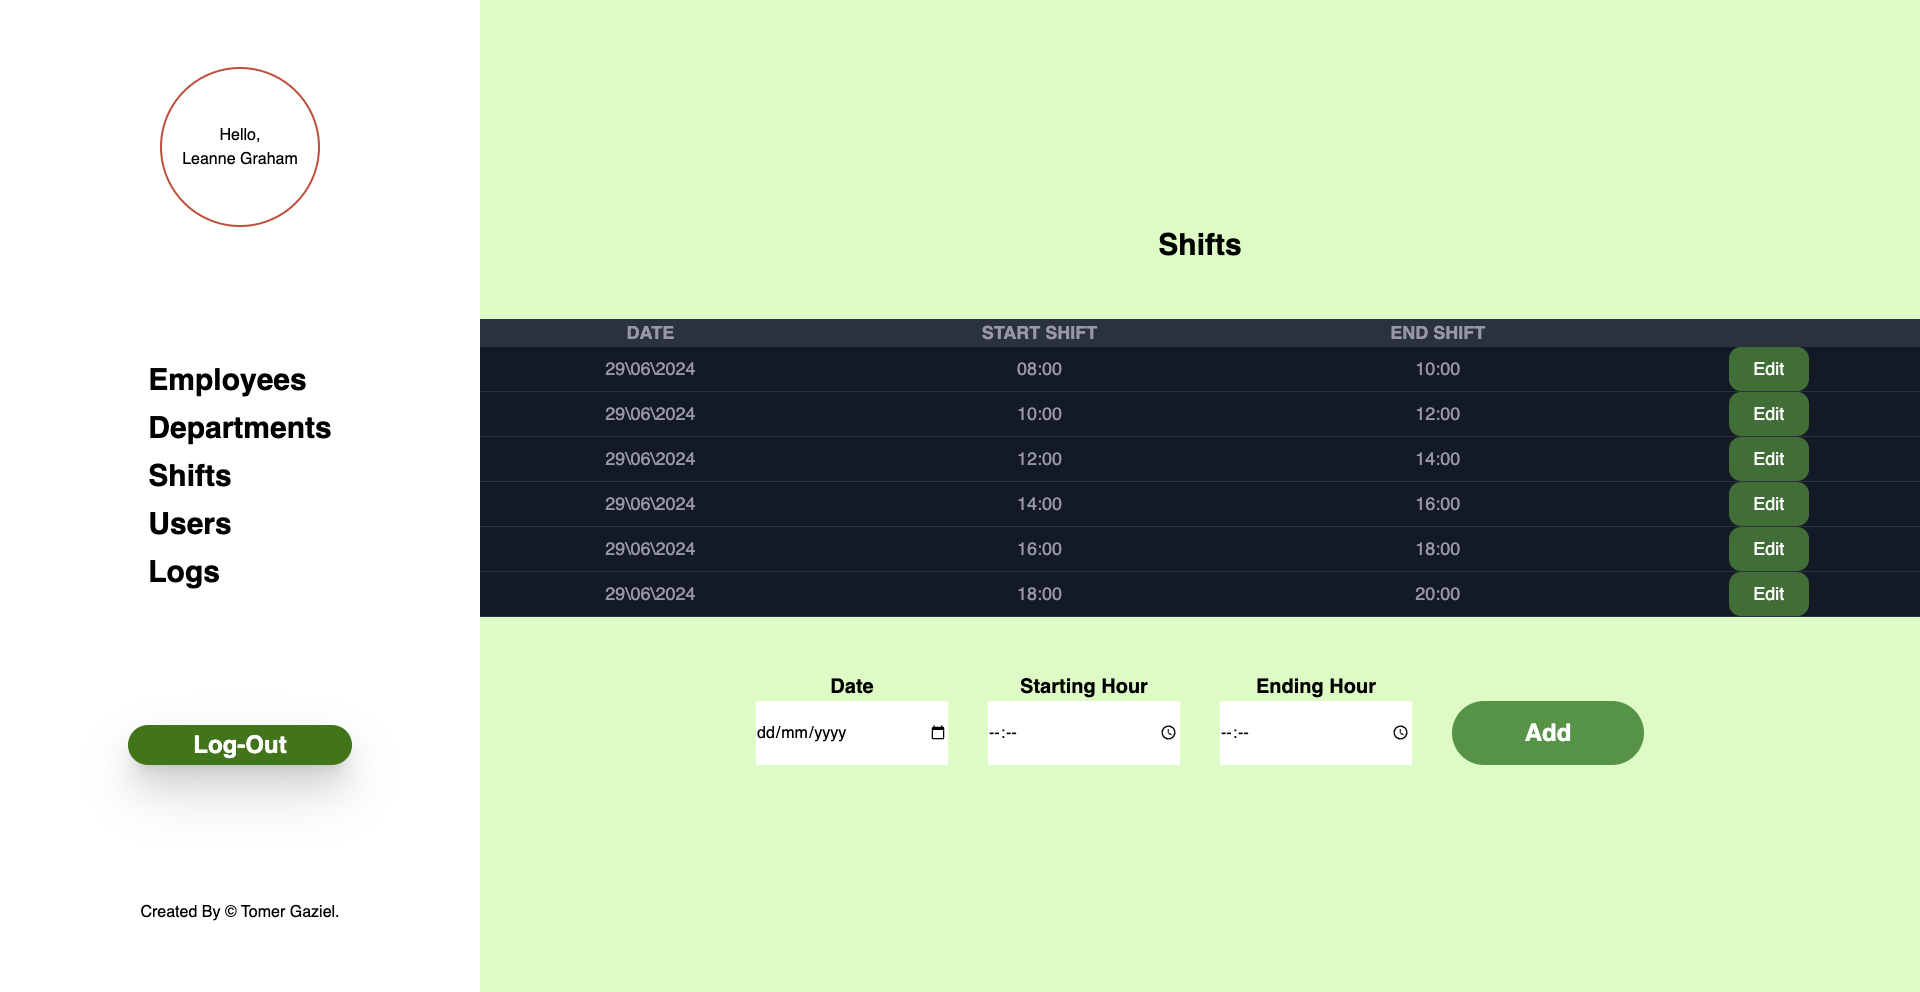 Hello,
Leanne Graham
Employees
Departments
Shifts
Users
Logs
Log-Out
Created By © Tomer Gaziel.
Shifts
DATE START SHIFT END SHIFT
29\06\2024 08:00 10:00 Edit
29\06\2024 10:00 12:00 Edit
29\06\2024 12:00 14:00 Edit
29\06\2024 14:00 16:00 Edit
29\06\2024 16:00 18:00 Edit
29\06\2024 18:00 20:00 Edit
Date Starting Hour Ending Hour
dd/mm/yyyy --:-- --:-- Add